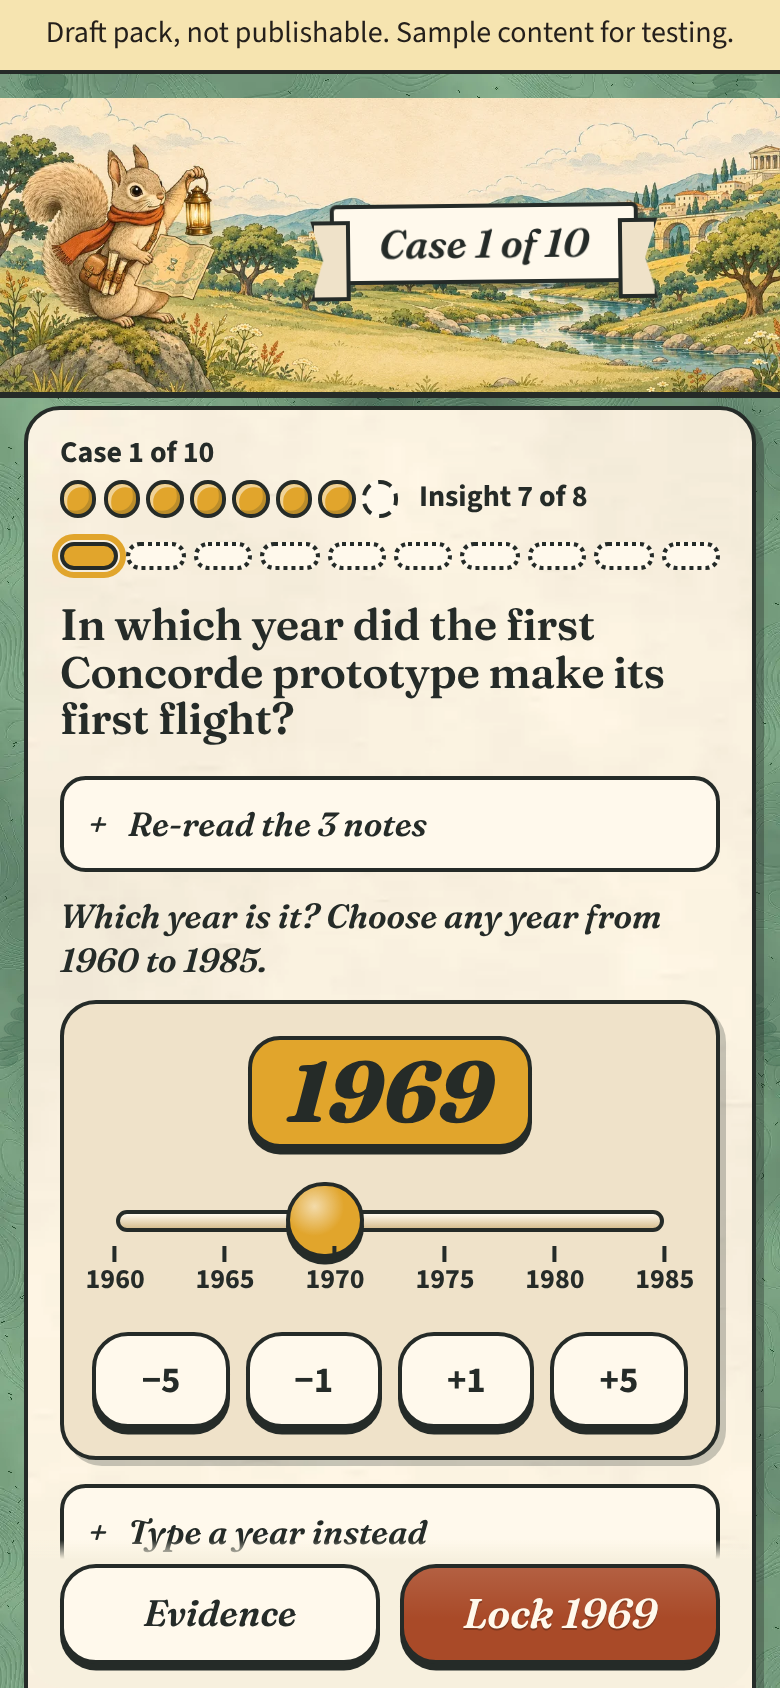 Draft pack, not publishable. Sample content for testing.
Case 1 of 10
Case 1 of 10
Insight 7 of 8
In which year did the first
Concorde prototype make its
first flight?
+ Re-read the 3 notes
Which year is it? Choose any year from
1960 to 1985.
1969
1960 1965 1970 1975 1980 1985
−5 −1 +1 +5
+ Type a year instead
Evidence Lock 1969